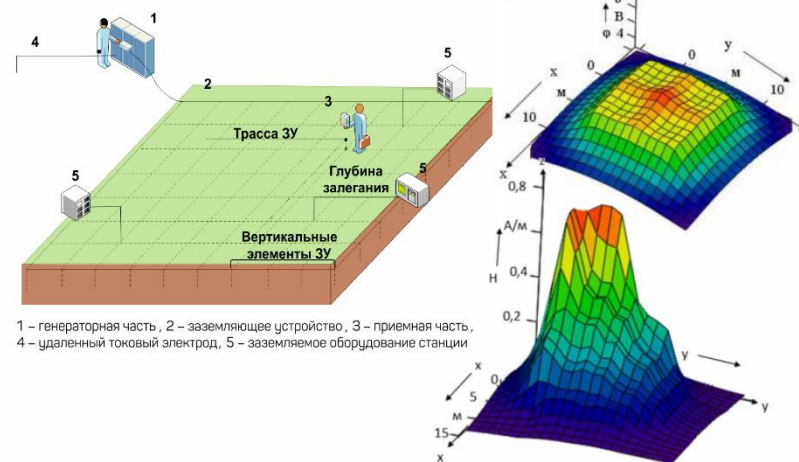 1
4
5
2
3
Трасса ЗУ
Глубина
залегания
5
5
Вертикальные
элементы ЗУ
1 – генераторная часть, 2 – заземляющее устройство, 3 – приемная часть,
4 – удаленный токовый электрод, 5 – заземляемое оборудование станции
В
φ 4
y
0
0
x
м
м
10
10
x
z
0,8
А/м
H
0,4
0,2
x
y
0
5
y
м
15
x